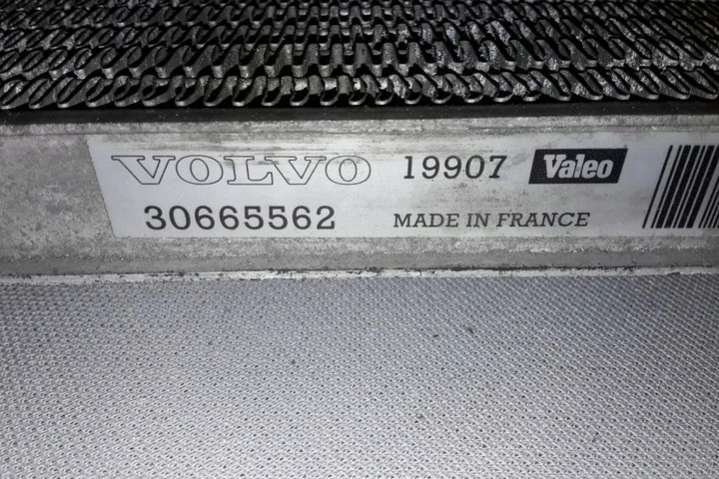 VOLVO 19907 Valeo
30665562 MADE IN FRANCE